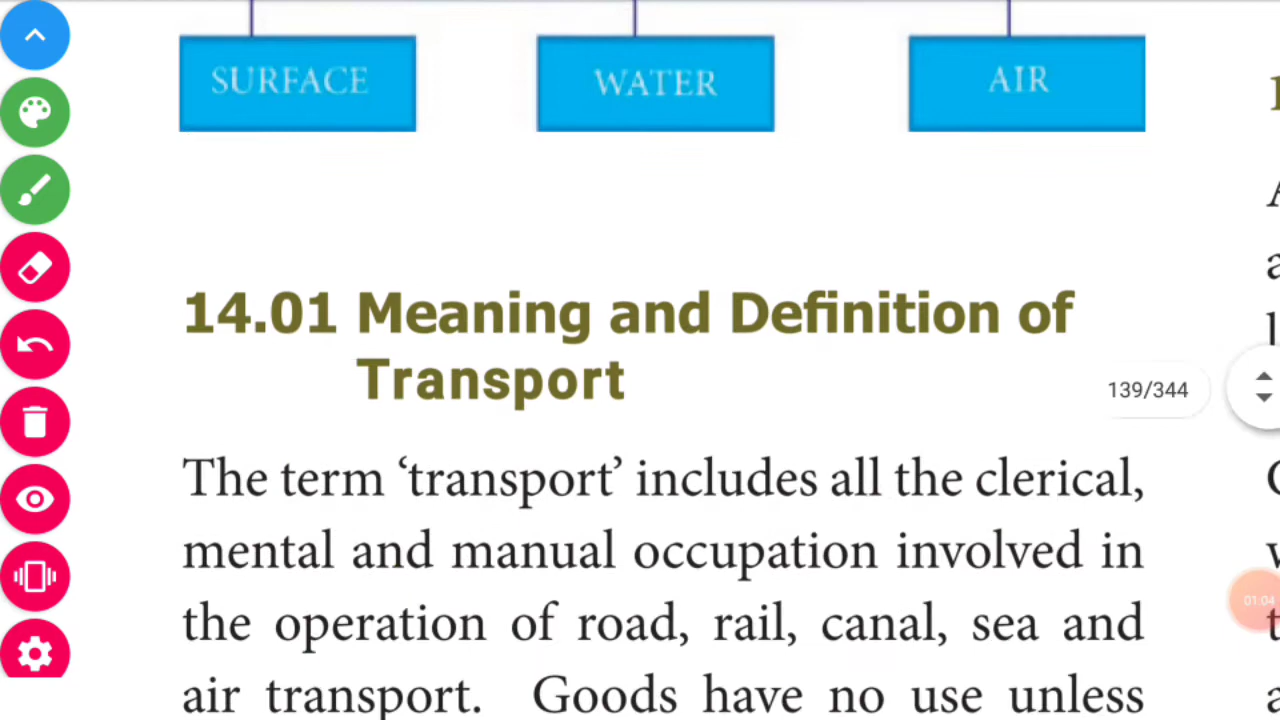 SURFACE
WATER
AIR
14.01 Meaning and Definition of
Transport
139/344
The term ‘transport’ includes all the clerical,
mental and manual occupation involved in
the operation of road, rail, canal, sea and
air transport. Goods have no use unless
01:04